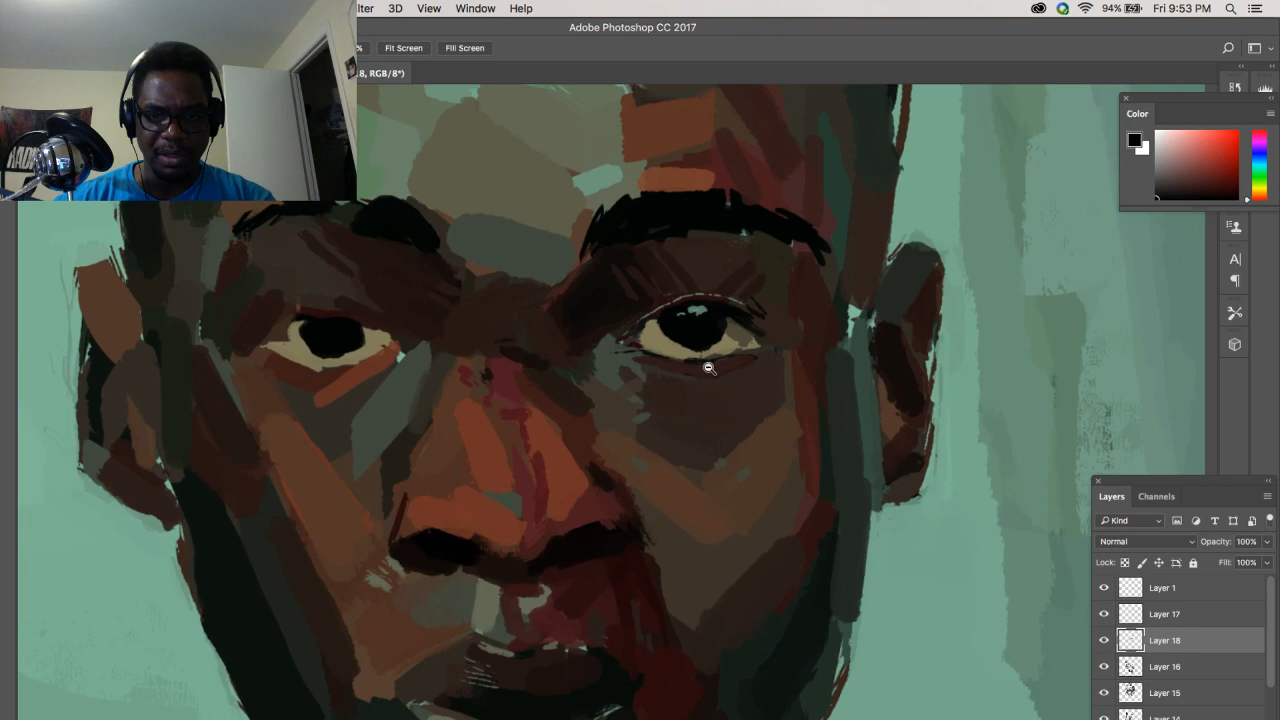 lter 3D View Window Help
94% Fri 9:53 PM
Adobe Photoshop CC 2017
% Fit Screen Fill Screen
8, RGB/8*)
Color
A|
Layers Channels
Kind
Normal Opacity: 100%
Lock: Fill: 100%
Layer 1
Layer 17
Layer 18
Layer 16
Layer 15
Layer 14